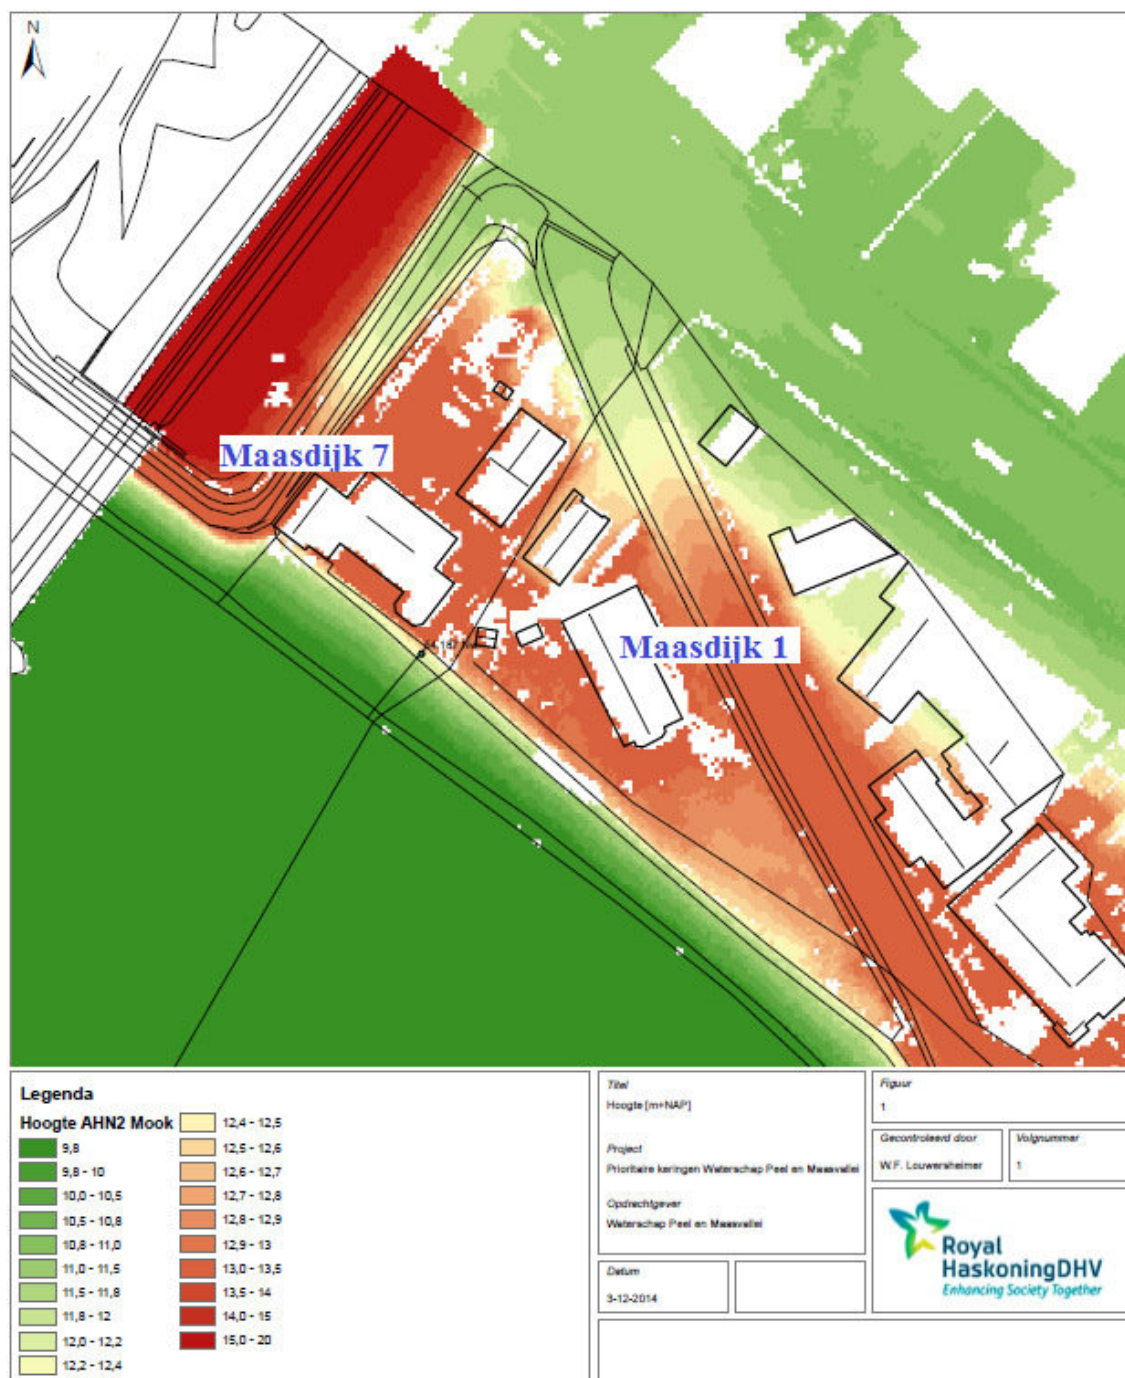 N
Maasdijk 7
Maasdijk 1
Legenda
Hoogte AHN2 Mook
9,8
9,8 - 10
10,0 - 10,5
10,5 - 10,8
10,8 - 11,0
11,0 - 11,5
11,5 - 11,8
11,8 - 12
12,0 - 12,2
12,2 - 12,4
12,4 - 12,5
12,5 - 12,6
12,6 - 12,7
12,7 - 12,8
12,8 - 12,9
12,9 - 13
13,0 - 13,5
13,5 - 14
14,0 - 15
15,0 - 20
Titel
Hoogte [m+NAP]
Project
Prioritaire keringen Waterschap Peel en Maasvallei
Opdrachtgever
Waterschap Peel en Maasvallei
Datum
3-12-2014
Figuur
1
Gecontroleerd door
W.F. Louwersheimer
Volgnummer
1
Royal
HaskoningDHV
Enhancing Society Together